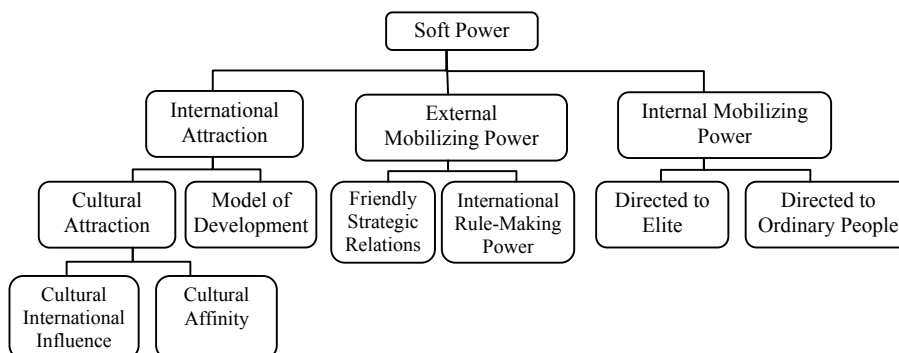 Soft Power
International
Attraction
External
Mobilizing Power
Internal Mobilizing
Power
Cultural
Attraction
Model of
Development
Friendly
Strategic
Relations
International
Rule-Making
Power
Directed to
Elite
Directed to
Ordinary People
Cultural
International
Influence
Cultural
Affinity